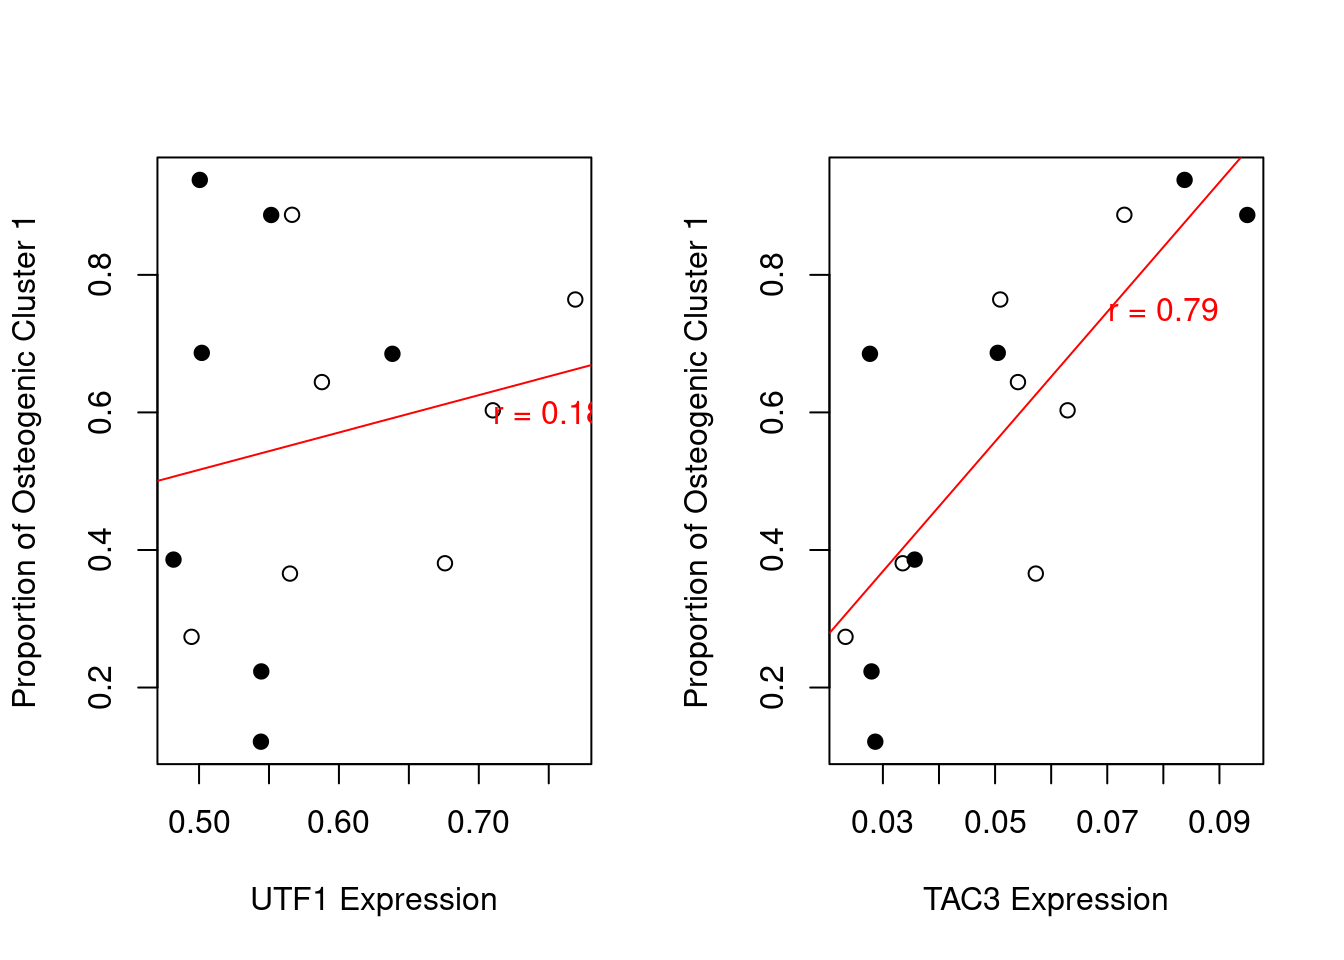 Proportion of Osteogenic Cluster 1
0.8
0.6
0.4
0.2
r = 0.18
0.50 0.60 0.70
UTF1 Expression
Proportion of Osteogenic Cluster 1
0.8
0.6
0.4
0.2
r = 0.79
0.03 0.05 0.07 0.09
TAC3 Expression